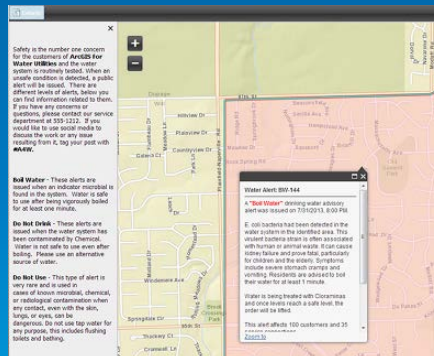 Safety is the number one concern
for the customers of ArcGIS for
Water Utilities and the water
system is routinely tested. When an
unsafe condition is detected, a public
alert will be issued. There are
different levels of alerts, below you
can find information related to them.
If you have any concerns or
questions, please contact our service
department at 555-1212. If you
would like to use social media to
discuss the work or any issue
resulting from it, tag your post with
#A4W.
Boil Water - These alerts are
issued when an indicator microbial is
found in the system. Water is safe
to use after being vigorously boiled
for at least one minute.
Do Not Drink - These alerts are
issued when the water system has
been contaminated by Chemical.
Water is not safe to use even after
boiling. Please use an alternative
source of water.
Do Not Use - This type of alert is
very rare and is used in
cases of known microbial, chemical,
or radiological contamination when
any contact, even with the skin,
lungs, or eyes, can be
dangerous. Do not use tap water for
any purpose, this includes flushing
toilets and bathing.
87th St
Hillview Dr
Plainview Dr
Countryview Dr
Windemere Ave
Springdale Cir
85th St
Thackery Ct
Water Alert: BW-144
A "Boil Water" drinking water advisory
alert was issued on 7/31/2013, 8:00 PM.
E. coli bacteria had been detected in the
water system in the identified area. This
virulent bacteria strain is often associated
with human or animal waste. It can cause
kidney failure and prove fatal, particularly
for children and the elderly. Symptoms
include severe stomach cramps and
vomiting. Residents are advised to boil
their water for at least 1 minute.
Water is being treated with Cloramines
and once levels reach a safe level, the
order will be lifted.
This alert affects 100 customers and 35
Zoom to